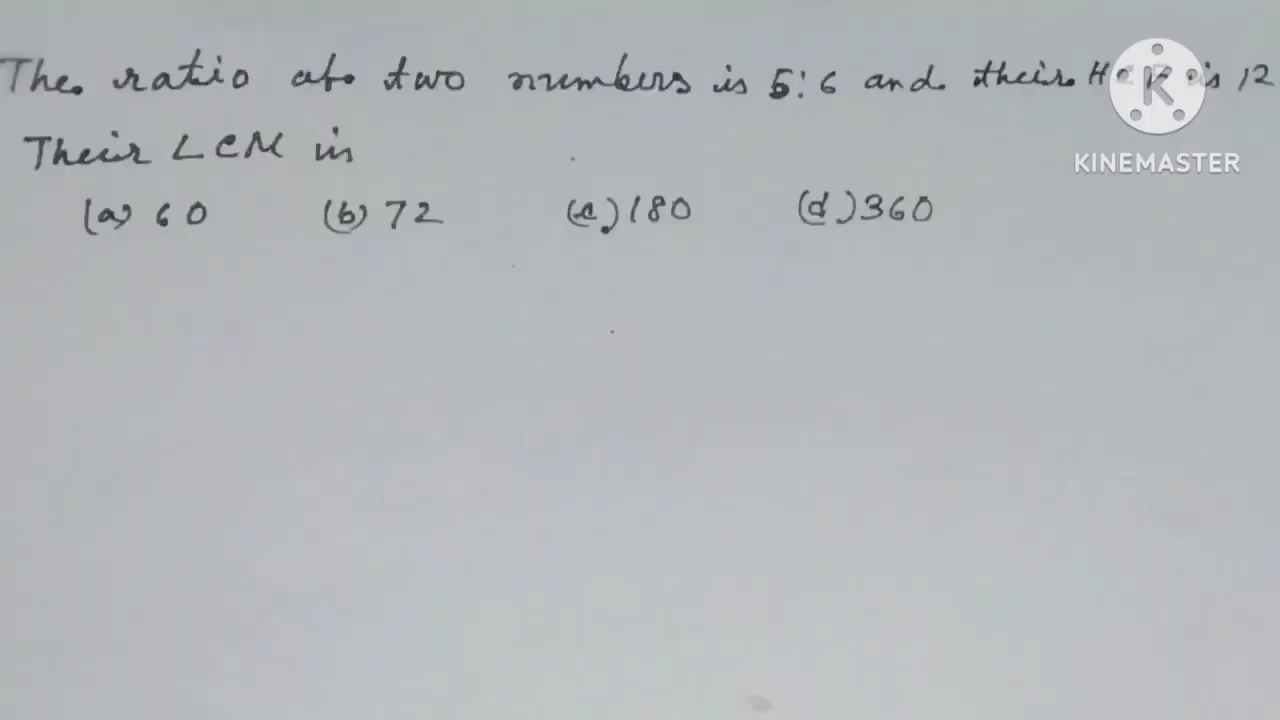 The ratio of two numbers is 5:6 and their is 12
Their LCM is
(a) 60 (b) 72 (c) 180 (d) 360
K
KINEMASTER